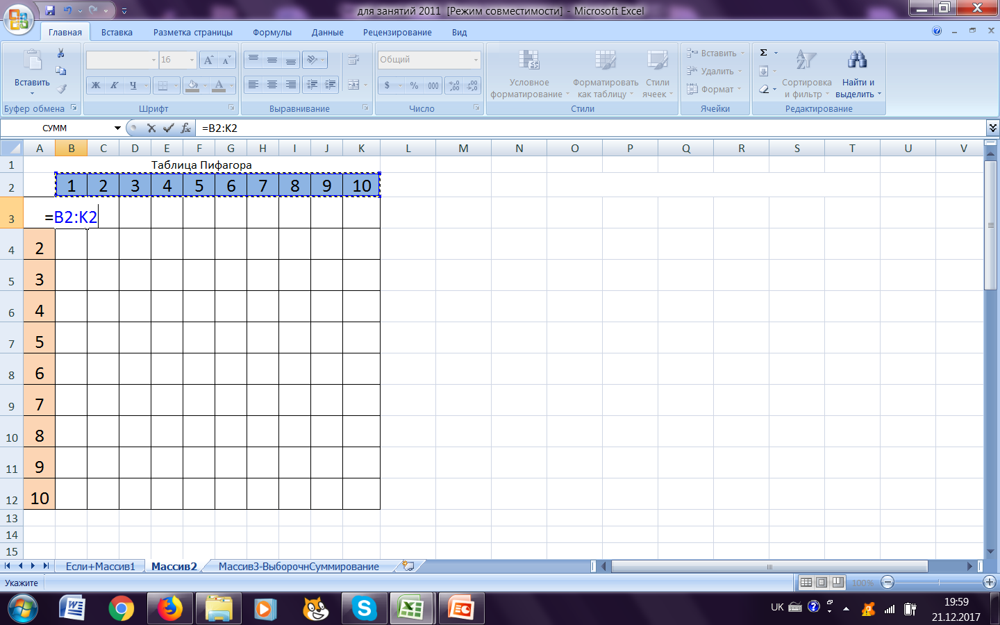 для занятий 2011 [Режим совместимости] - Microsoft Excel
Главная Вставка Разметка страницы Формулы Данные Рецензирование Вид
Вставить
Буфер обмена
16
Ж К Ч
А А А
Шрифт
Выравнивание
Общий
$ % 000 ,00
Число
Условное форматирование
Форматировать как таблицу
Стили ячеек
Стили
Вставить
Удалить
Формат
Ячейки
Σ
Сортировка и фильтр
Найти и выделить
Редактирование
СУММ fx =B2:K2
A B C D E F G H I J K L M N O P Q R S T U V
1 Таблица Пифагора
2 1 2 3 4 5 6 7 8 9 10
3 =B2:K2
4 2
5 3
6 4
7 5
8 6
9 7
10 8
11 9
12 10
13
14
15
Если+Массив1 Массив2 Массив3-ВыборочнСуммирование
Укажите 100%
UK 19:59
21.12.2017